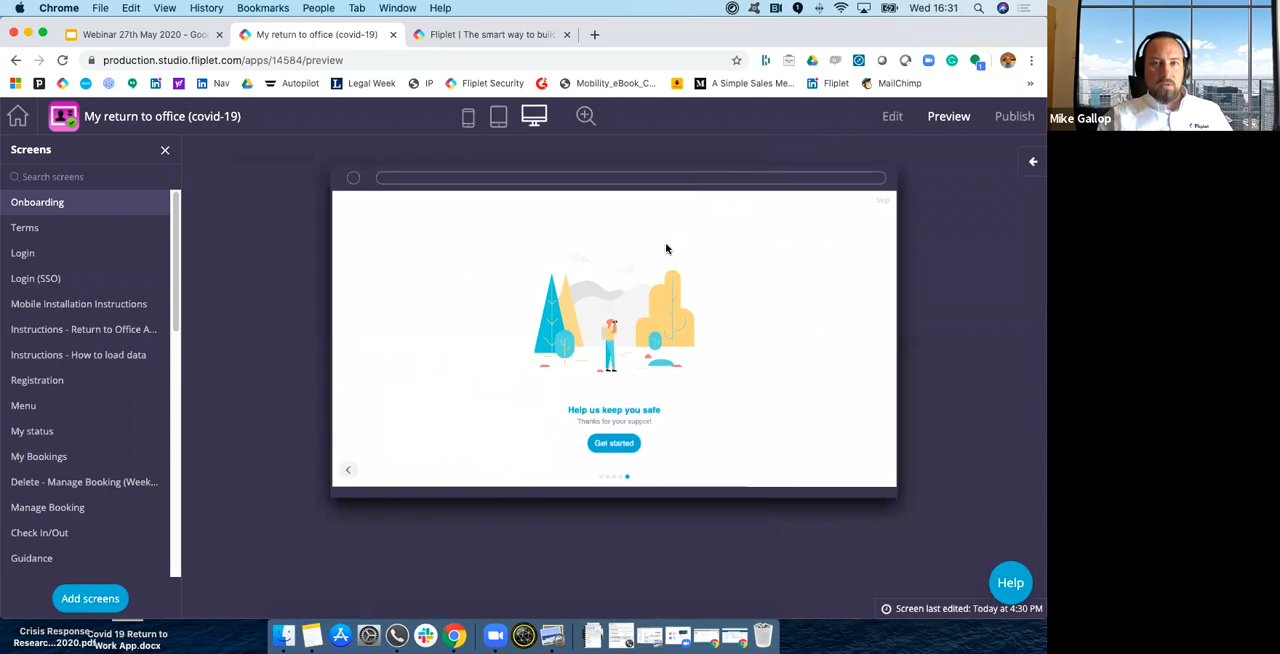 Chrome File Edit View History Bookmarks People Tab Window Help Wed 16:31
Webinar 27th May 2020 - Goo My return to office (covid-19) Fliplet | The smart way to buil
production.studio.fliplet.com/apps/14584/preview
Nav Autopilot Legal Week IP Fliplet Security Mobility_eBook_C... A Simple Sales Me... Fliplet MailChimp »
My return to office (covid-19) Edit Preview Publish
Mike Gallop
Fliplet
Screens
Search screens
Onboarding
Skip
Terms
Login
Login (SSO)
Mobile Installation Instructions
Instructions - Return to Office A...
Instructions - How to load data
Registration
Menu
My status
My Bookings
Delete - Manage Booking (Week...
Manage Booking
Check In/Out
Guidance
Add screens
Help us keep you safe
Thanks for your support
Get started
Help
Screen last edited: Today at 4:30 PM
Crisis Response
Researc...2020.pdf
Covid 19 Return to
Work App.docx